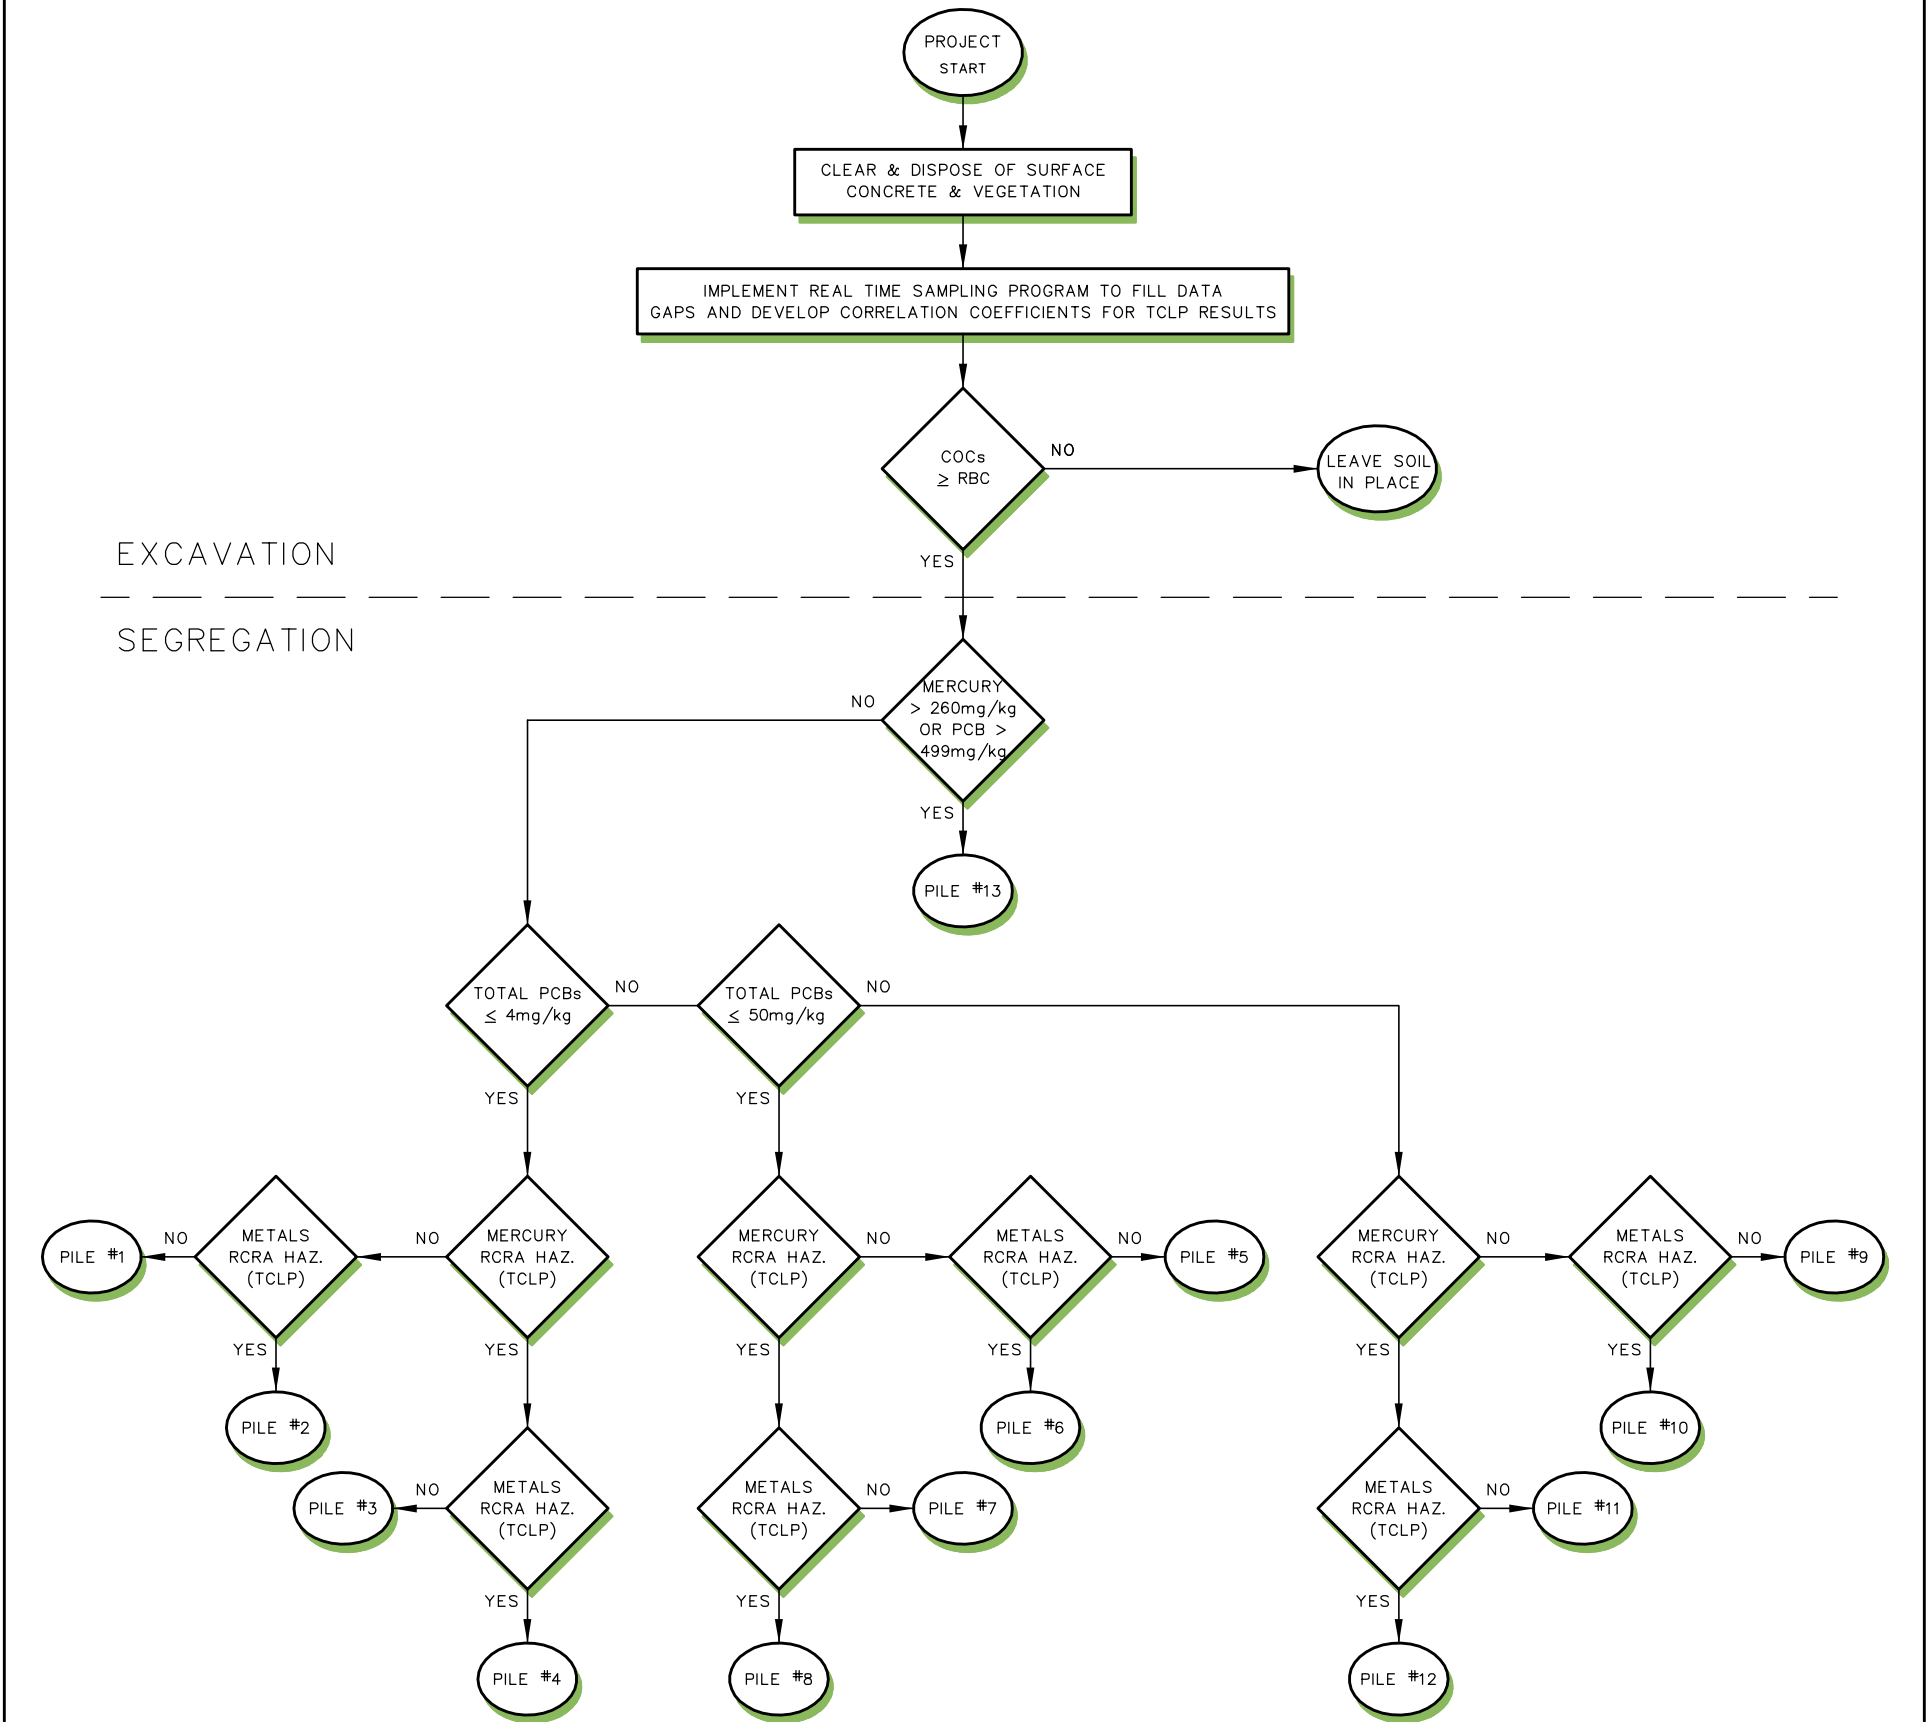 PROJECT
START
CLEAR & DISPOSE OF SURFACE
CONCRETE & VEGETATION
IMPLEMENT REAL TIME SAMPLING PROGRAM TO FILL DATA
GAPS AND DEVELOP CORRELATION COEFFICIENTS FOR TCLP RESULTS
COCs
≥ RBC
NO
LEAVE SOIL
IN PLACE
YES
EXCAVATION
SEGREGATION
MERCURY
> 260mg/kg
OR PCB >
499mg/kg
NO
YES
PILE #13
TOTAL PCBs
≤ 4mg/kg
NO
YES
TOTAL PCBs
≤ 50mg/kg
NO
YES
PILE #1
NO
METALS
RCRA HAZ.
(TCLP)
YES
NO
MERCURY
RCRA HAZ.
(TCLP)
YES
MERCURY
RCRA HAZ.
(TCLP)
YES
NO
METALS
RCRA HAZ.
(TCLP)
YES
NO
PILE #5
MERCURY
RCRA HAZ.
(TCLP)
YES
NO
METALS
RCRA HAZ.
(TCLP)
YES
NO
PILE #9
PILE #2
PILE #6
PILE #10
PILE #3
NO
METALS
RCRA HAZ.
(TCLP)
YES
METALS
RCRA HAZ.
(TCLP)
YES
NO
PILE #7
METALS
RCRA HAZ.
(TCLP)
YES
NO
PILE #11
PILE #4
PILE #8
PILE #12